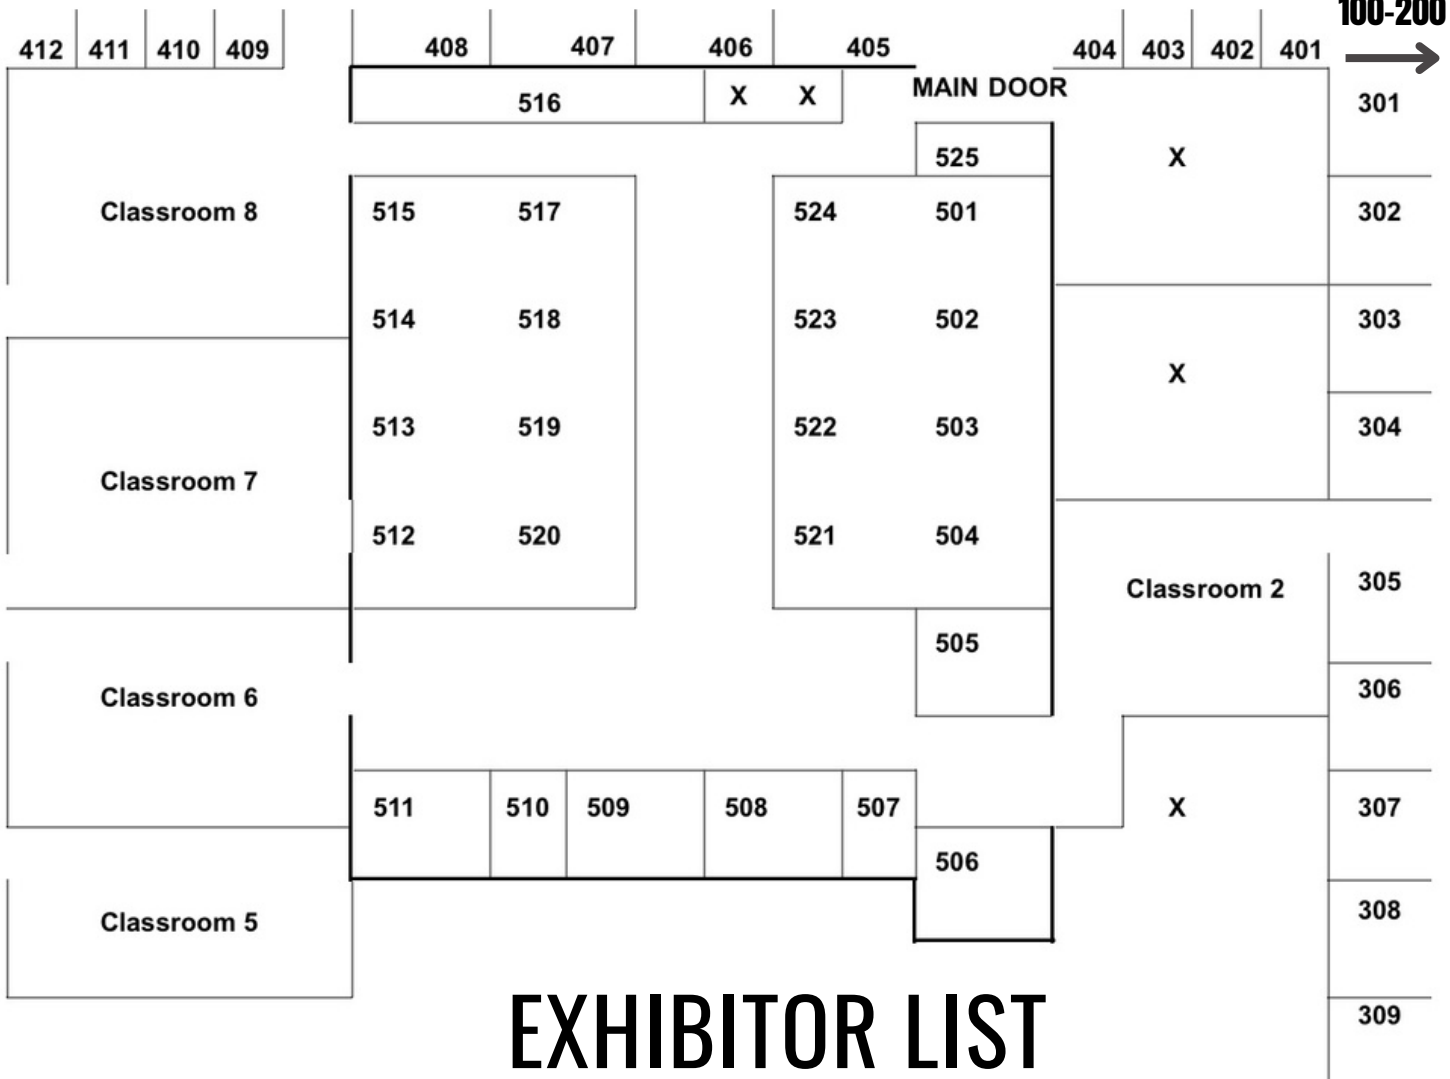 100-200
412 411 410 409 408 407 406 405 404 403 402 401
MAIN DOOR
516 X X 301
525 X
Classroom 8 515 517 524 501 302
514 518 523 502 303
X
513 519 522 503 304
Classroom 7
512 520 521 504
Classroom 2 305
505
Classroom 6 306
511 510 509 508 507 X 307
506
Classroom 5 308
309
EXHIBITOR LIST